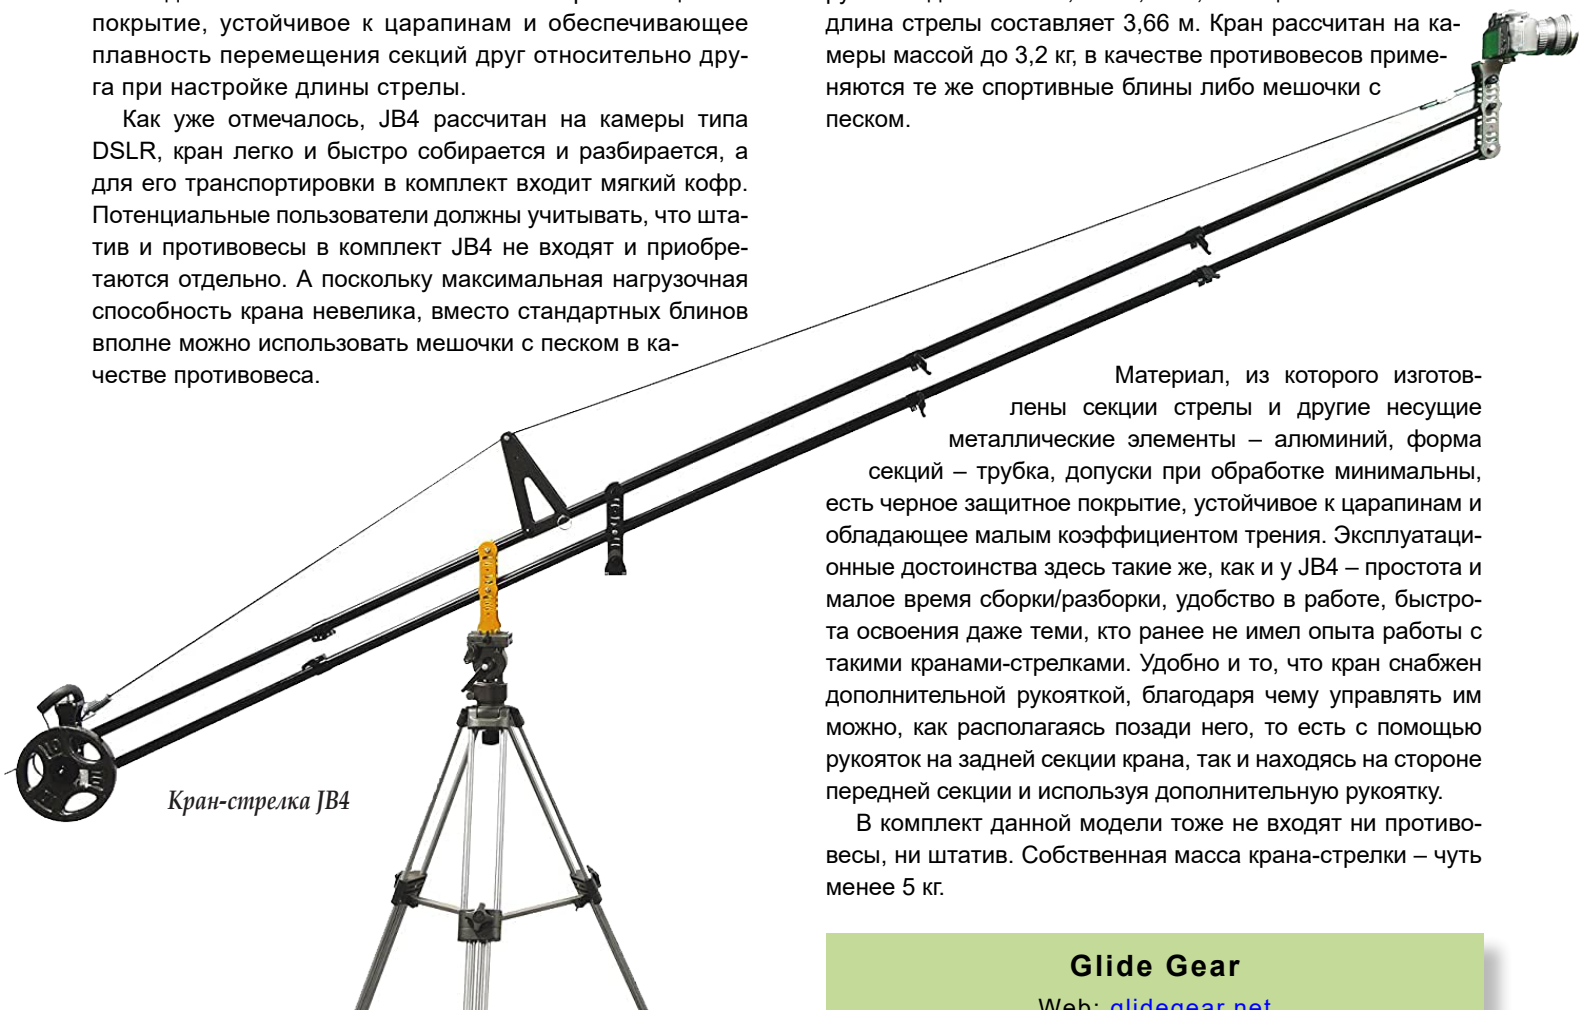 покрытие, устойчивое к царапинам и обеспечивающее
плавность перемещения секций друг относительно дру-
га при настройке длины стрелы.
Как уже отмечалось, JB4 рассчитан на камеры типа
DSLR, кран легко и быстро собирается и разбирается, а
для его транспортировки в комплект входит мягкий кофр.
Потенциальные пользователи должны учитывать, что шта-
тив и противовесы в комплект JB4 не входят и приобре-
таются отдельно. А поскольку максимальная нагрузочная
способность крана невелика, вместо стандартных блинов
вполне можно использовать мешочки с песком в ка-
честве противовеса.
Кран-стрелка JB4
длина стрелы составляет 3,66 м. Кран рассчитан на ка-
меры массой до 3,2 кг, в качестве противовесов приме-
няются те же спортивные блины либо мешочки с
песком.
Материал, из которого изготов-
лены секции стрелы и другие несущие
металлические элементы – алюминий, форма
секций – трубка, допуски при обработке минимальны,
есть черное защитное покрытие, устойчивое к царапинам и
обладающее малым коэффициентом трения. Эксплуатаци-
онные достоинства здесь такие же, как и у JB4 – простота и
малое время сборки/разборки, удобство в работе, быстро-
та освоения даже теми, кто ранее не имел опыта работы с
такими кранами-стрелками. Удобно и то, что кран снабжен
дополнительной рукояткой, благодаря чему управлять им
можно, как располагаясь позади него, то есть с помощью
рукояток на задней секции крана, так и находясь на стороне
передней секции и используя дополнительную рукоятку.
В комплект данной модели тоже не входят ни противо-
весы, ни штатив. Собственная масса крана-стрелки – чуть
менее 5 кг.
Glide Gear
Web: glidegear.net